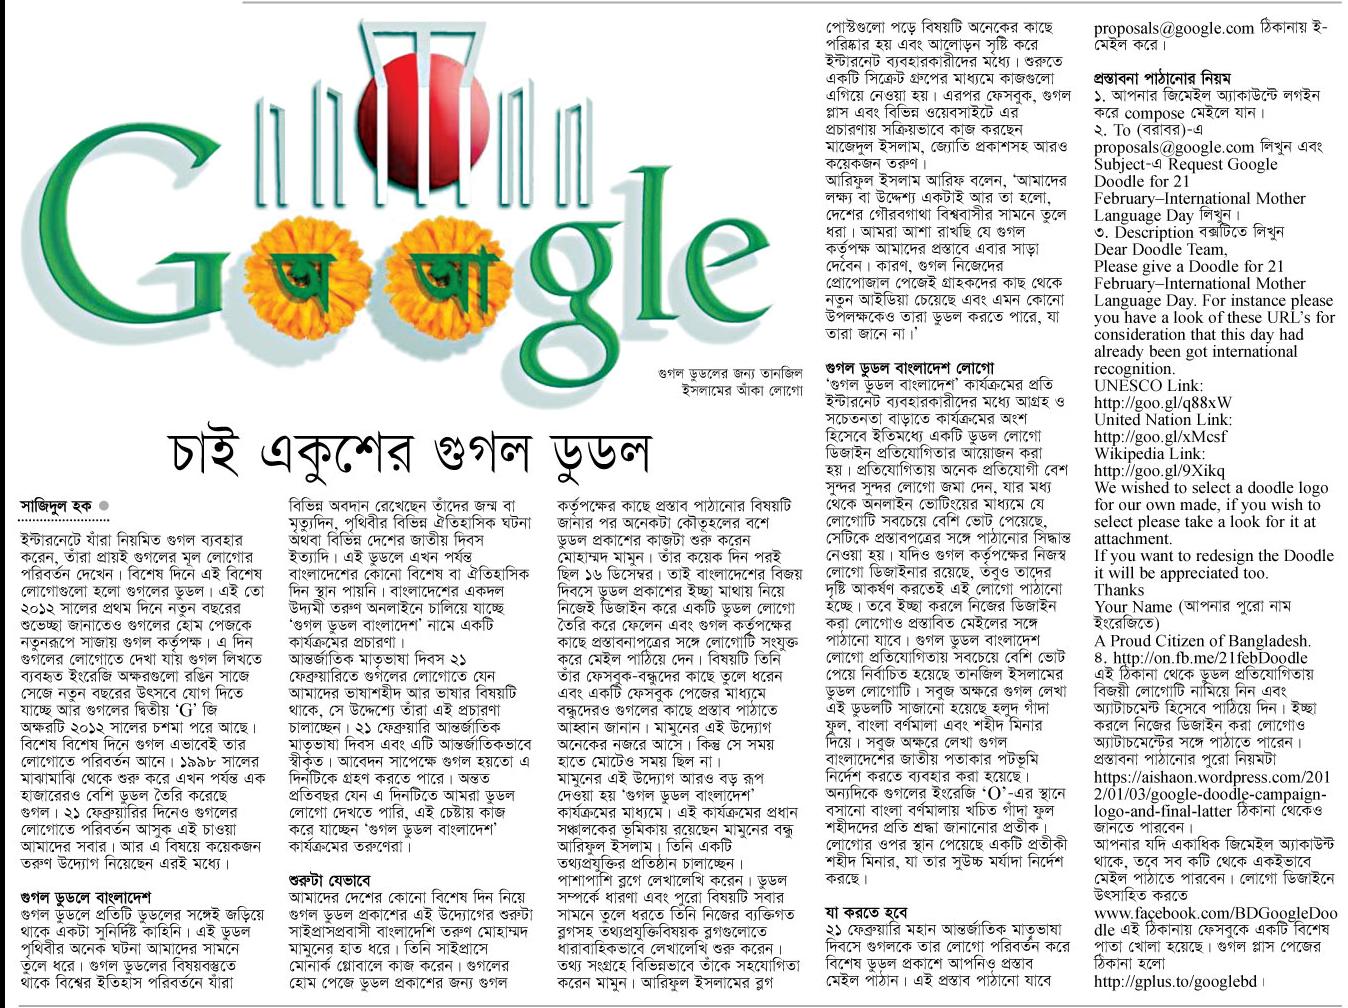 Google
অ আ
গুগল ডুডলের জন্য তানজিল
ইসলামের আঁকা লোগো
চাই একুশের গুগল ডুডল
সাজিদুল হক
ইন্টারনেটে যাঁরা নিয়মিত গুগল ব্যবহার
করেন, তাঁরা প্রায়ই গুগলের মূল লোগোর
পরিবর্তন দেখেন। বিশেষ দিনে এই বিশেষ
লোগোগুলো হলো গুগলের ডুডল। এই তো
২০১২ সালের প্রথম দিনে নতুন বছরের
শুভেচ্ছা জানাতেও গুগলের হোম পেজকে
নতুনরূপে সাজায় গুগল কর্তৃপক্ষ। এ দিন
গুগলের লোগোতে দেখা যায় গুগল লিখতে
ব্যবহৃত ইংরেজি অক্ষরগুলো রঙিন সাজে
সেজে নতুন বছরের উৎসবে যোগ দিতে
যাচ্ছে আর গুগলের দ্বিতীয় ‘G’ জি
অক্ষরটি ২০১২ সালের চশমা পরে আছে।
বিশেষ বিশেষ দিনে গুগল এভাবেই তার
লোগোতে পরিবর্তন আনে। ১৯৯৮ সালের
মাঝামাঝি থেকে শুরু করে এখন পর্যন্ত এক
হাজারেরও বেশি ডুডল তৈরি করেছে
গুগল। ২১ ফেব্রুয়ারির দিনেও গুগলের
লোগোতে পরিবর্তন আসুক এই চাওয়া
আমাদের সবার। আর এ বিষয়ে কয়েকজন
তরুণ উদ্যোগ নিয়েছেন এরই মধ্যে।
গুগল ডুডলে বাংলাদেশ
গুগল ডুডলে প্রতিটি ডুডলের সঙ্গেই জড়িয়ে
থাকে একটা সুনির্দিষ্ট কাহিনি। এই ডুডল
পৃথিবীর অনেক ঘটনা আমাদের সামনে
তুলে ধরে। গুগল ডুডলের বিষয়বস্তুতে
থাকে বিশ্বের ইতিহাস পরিবর্তনে যাঁরা
বিভিন্ন অবদান রেখেছেন তাঁদের জন্ম বা
মৃত্যুদিন, পৃথিবীর বিভিন্ন ঐতিহাসিক ঘটনা
অথবা বিভিন্ন দেশের জাতীয় দিবস
ইত্যাদি। এই ডুডলে এখন পর্যন্ত
বাংলাদেশের কোনো বিশেষ বা ঐতিহাসিক
দিন স্থান পায়নি। বাংলাদেশের একদল
উদ্যমী তরুণ অনলাইনে চালিয়ে যাচ্ছে
‘গুগল ডুডল বাংলাদেশ’ নামে একটি
কার্যক্রমের প্রচারণা।
আন্তর্জাতিক মাতৃভাষা দিবস ২১
ফেব্রুয়ারিতে গুগলের লোগোতে যেন
আমাদের ভাষাশহীদ আর ভাষার বিষয়টি
থাকে, সে উদ্দেশ্যে তাঁরা এই প্রচারণা
চালাচ্ছেন। ২১ ফেব্রুয়ারি আন্তর্জাতিক
মাতৃভাষা দিবস এবং এটি আন্তর্জাতিকভাবে
স্বীকৃত। আবেদন সাপেক্ষে গুগল হয়তো এ
দিনটিকে গ্রহণ করতে পারে। অন্তত
প্রতিবছর যেন এ দিনটিতে আমরা ডুডল
লোগো দেখতে পারি, এই চেষ্টায় কাজ
করে যাচ্ছেন ‘গুগল ডুডল বাংলাদেশ’
কার্যক্রমের তরুণেরা।
শুরুটা যেভাবে
আমাদের দেশের কোনো বিশেষ দিন নিয়ে
গুগল ডুডল প্রকাশের এই উদ্যোগের শুরুটা
সাইপ্রাসপ্রবাসী বাংলাদেশি তরুণ মোহাম্মদ
মামুনের হাত ধরে। তিনি সাইপ্রাসে
মোনার্ক গ্লোবালে কাজ করেন। গুগলের
হোম পেজে ডুডল প্রকাশের জন্য গুগল
কর্তৃপক্ষের কাছে প্রস্তাব পাঠানোর বিষয়টি
জানার পর অনেকটা কৌতূহলের বশে
ডুডল প্রকাশের কাজটা শুরু করেন
মোহাম্মদ মামুন। তাঁর কয়েক দিন পরই
ছিল ১৬ ডিসেম্বর। তাই বাংলাদেশের বিজয়
দিবসে ডুডল প্রকাশের ইচ্ছা মাথায় নিয়ে
নিজেই ডিজাইন করে একটি ডুডল লোগো
তৈরি করে ফেলেন এবং গুগল কর্তৃপক্ষের
কাছে প্রস্তাবনাপত্রের সঙ্গে লোগোটি সংযুক্ত
করে মেইল পাঠিয়ে দেন। বিষয়টি তিনি
তাঁর ফেসবুক-বন্ধুদের কাছে তুলে ধরেন
এবং একটি ফেসবুক পেজের মাধ্যমে
বন্ধুদেরও গুগলের কাছে প্রস্তাব পাঠাতে
আহ্বান জানান। মামুনের এই উদ্যোগ
অনেকের নজরে আসে। কিন্তু সে সময়
হাতে মোটেও সময় ছিল না।
মামুনের এই উদ্যোগ আরও বড় রূপ
দেওয়া হয় ‘গুগল ডুডল বাংলাদেশ’
কার্যক্রমের মাধ্যমে। এই কার্যক্রমের প্রধান
সঞ্চালকের ভূমিকায় রয়েছেন মামুনের বন্ধু
আরিফুল ইসলাম। তিনি একটি
তথ্যপ্রযুক্তির প্রতিষ্ঠান চালাচ্ছেন।
পাশাপাশি ব্লগে লেখালেখি করেন। ডুডল
সম্পর্কে ধারণা এবং পুরো বিষয়টি সবার
সামনে তুলে ধরতে তিনি নিজের ব্যক্তিগত
ব্লগসহ তথ্যপ্রযুক্তিবিষয়ক ব্লগগুলোতে
ধারাবাহিকভাবে লেখালেখি শুরু করেন।
তথ্য সংগ্রহে বিভিন্নভাবে তাঁকে সহযোগিতা
করেন মামুন। আরিফুল ইসলামের ব্লগ
পোস্টগুলো পড়ে বিষয়টি অনেকের কাছে
পরিষ্কার হয় এবং আলোড়ন সৃষ্টি করে
ইন্টারনেট ব্যবহারকারীদের মধ্যে। শুরুতে
একটি সিক্রেট গ্রুপের মাধ্যমে কাজগুলো
এগিয়ে নেওয়া হয়। এরপর ফেসবুক, গুগল
প্লাস এবং বিভিন্ন ওয়েবসাইটে এর
প্রচারণায় সক্রিয়ভাবে কাজ করছেন
মাজেদুল ইসলাম, জ্যোতি প্রকাশসহ আরও
কয়েকজন তরুণ।
আরিফুল ইসলাম আরিফ বলেন, ‘আমাদের
লক্ষ্য বা উদ্দেশ্য একটাই আর তা হলো,
দেশের গৌরবগাথা বিশ্ববাসীর সামনে তুলে
ধরা। আমরা আশা রাখছি যে গুগল
কর্তৃপক্ষ আমাদের প্রস্তাবে এবার সাড়া
দেবেন। কারণ, গুগল নিজেদের
প্রোপোজাল পেজেই গ্রাহকদের কাছ থেকে
নতুন আইডিয়া চেয়েছে এবং এমন কোনো
উপলক্ষকেও তারা ডুডল করতে পারে, যা
তারা জানে না।’
গুগল ডুডল বাংলাদেশ লোগো
‘গুগল ডুডল বাংলাদেশ’ কার্যক্রমের প্রতি
ইন্টারনেট ব্যবহারকারীদের মধ্যে আগ্রহ ও
সচেতনতা বাড়াতে কার্যক্রমের অংশ
হিসেবে ইতিমধ্যে একটি ডুডল লোগো
ডিজাইন প্রতিযোগিতার আয়োজন করা
হয়। প্রতিযোগিতায় অনেক প্রতিযোগী বেশ
সুন্দর সুন্দর লোগো জমা দেন, যার মধ্য
থেকে অনলাইন ভোটিংয়ের মাধ্যমে যে
লোগোটি সবচেয়ে বেশি ভোট পেয়েছে,
সেটিকে প্রস্তাবপত্রের সঙ্গে পাঠানোর সিদ্ধান্ত
নেওয়া হয়। যদিও গুগল কর্তৃপক্ষের নিজস্ব
লোগো ডিজাইনার রয়েছে, তবুও তাদের
দৃষ্টি আকর্ষণ করতেই এই লোগো পাঠানো
হচ্ছে। তবে ইচ্ছা করলে নিজের ডিজাইন
করা লোগোও প্রস্তাবিত মেইলের সঙ্গে
পাঠানো যাবে। গুগল ডুডল বাংলাদেশ
লোগো প্রতিযোগিতায় সবচেয়ে বেশি ভোট
পেয়ে নির্বাচিত হয়েছে তানজিল ইসলামের
ডুডল লোগোটি। সবুজ অক্ষরে গুগল লেখা
এই ডুডলটি সাজানো হয়েছে হলুদ গাঁদা
ফুল, বাংলা বর্ণমালা এবং শহীদ মিনার
দিয়ে। সবুজ অক্ষরে লেখা গুগল
বাংলাদেশের জাতীয় পতাকার পটভূমি
নির্দেশ করতে ব্যবহার করা হয়েছে।
অন্যদিকে গুগলের ইংরেজি ‘O’-এর স্থানে
বসানো বাংলা বর্ণমালায় খচিত গাঁদা ফুল
শহীদদের প্রতি শ্রদ্ধা জানানোর প্রতীক।
লোগোর ওপর স্থান পেয়েছে একটি প্রতীকী
শহীদ মিনার, যা তার সুউচ্চ মর্যাদা নির্দেশ
করছে।
যা করতে হবে
২১ ফেব্রুয়ারি মহান আন্তর্জাতিক মাতৃভাষা
দিবসে গুগলকে তার লোগো পরিবর্তন করে
বিশেষ ডুডল প্রকাশে আপনিও প্রস্তাব
মেইল পাঠান। এই প্রস্তাব পাঠানো যাবে
proposals@google.com ঠিকানায় ই-
মেইল করে।
প্রস্তাবনা পাঠানোর নিয়ম
১. আপনার জিমেইল অ্যাকাউন্টে লগইন
করে compose মেইলে যান।
২. To (বরাবর)-এ
proposals@google.com লিখুন এবং
Subject-এ Request Google
Doodle for 21
February–International Mother
Language Day লিখুন।
৩. Description বক্সটিতে লিখুন
Dear Doodle Team,
Please give a Doodle for 21
February–International Mother
Language Day. For instance please
you have a look of these URL’s for
consideration that this day had
already been got international
recognition.
UNESCO Link:
http://goo.gl/q88xW
United Nation Link:
http://goo.gl/xMcsf
Wikipedia Link:
http://goo.gl/9Xikq
We wished to select a doodle logo
for our own made, if you wish to
select please take a look for it at
attachment.
If you want to redesign the Doodle
it will be appreciated too.
Thanks
Your Name (আপনার পুরো নাম
ইংরেজিতে)
A Proud Citizen of Bangladesh.
৪. http://on.fb.me/21febDoodle
এই ঠিকানা থেকে ডুডল প্রতিযোগিতায়
বিজয়ী লোগোটি নামিয়ে নিন এবং
অ্যাটাচমেন্ট হিসেবে পাঠিয়ে দিন। ইচ্ছা
করলে নিজের ডিজাইন করা লোগোও
অ্যাটাচমেন্টের সঙ্গে পাঠাতে পারেন।
প্রস্তাবনা পাঠানোর পুরো নিয়মটা
https://aishaon.wordpress.com/201
2/01/03/google-doodle-campaign-
logo-and-final-latter ঠিকানা থেকেও
জানতে পারবেন।
আপনার যদি একাধিক জিমেইল অ্যাকাউন্ট
থাকে, তবে সব কটি থেকে একইভাবে
মেইল পাঠাতে পারবেন। লোগো ডিজাইনে
উৎসাহিত করতে
www.facebook.com/BDGoogleDoo
dle এই ঠিকানায় ফেসবুকে একটি বিশেষ
পাতা খোলা হয়েছে। গুগল প্লাস পেজের
ঠিকানা হলো
http://gplus.to/googlebd।